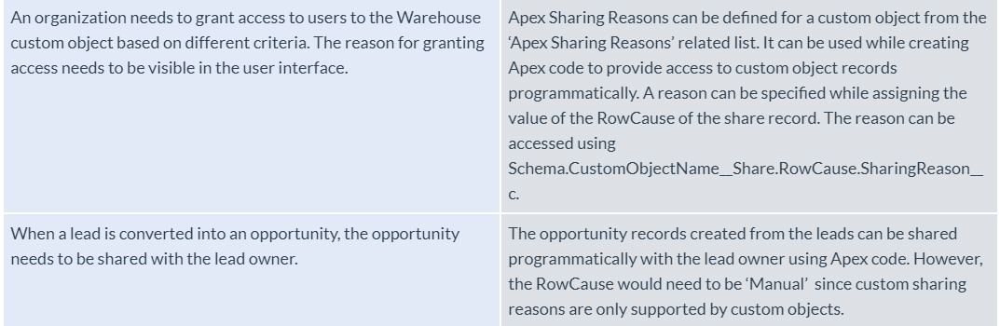 An organization needs to grant access to users to the Warehouse
custom object based on different criteria. The reason for granting
access needs to be visible in the user interface.
Apex Sharing Reasons can be defined for a custom object from the
‘Apex Sharing Reasons’ related list. It can be used while creating
Apex code to provide access to custom object records
programmatically. A reason can be specified while assigning the
value of the RowCause of the share record. The reason can be
accessed using
Schema.CustomObjectName__Share.RowCause.SharingReason__
c.
When a lead is converted into an opportunity, the opportunity
needs to be shared with the lead owner.
The opportunity records created from the leads can be shared
programmatically with the lead owner using Apex code. However,
the RowCause would need to be ‘Manual’ since custom sharing
reasons are only supported by custom objects.